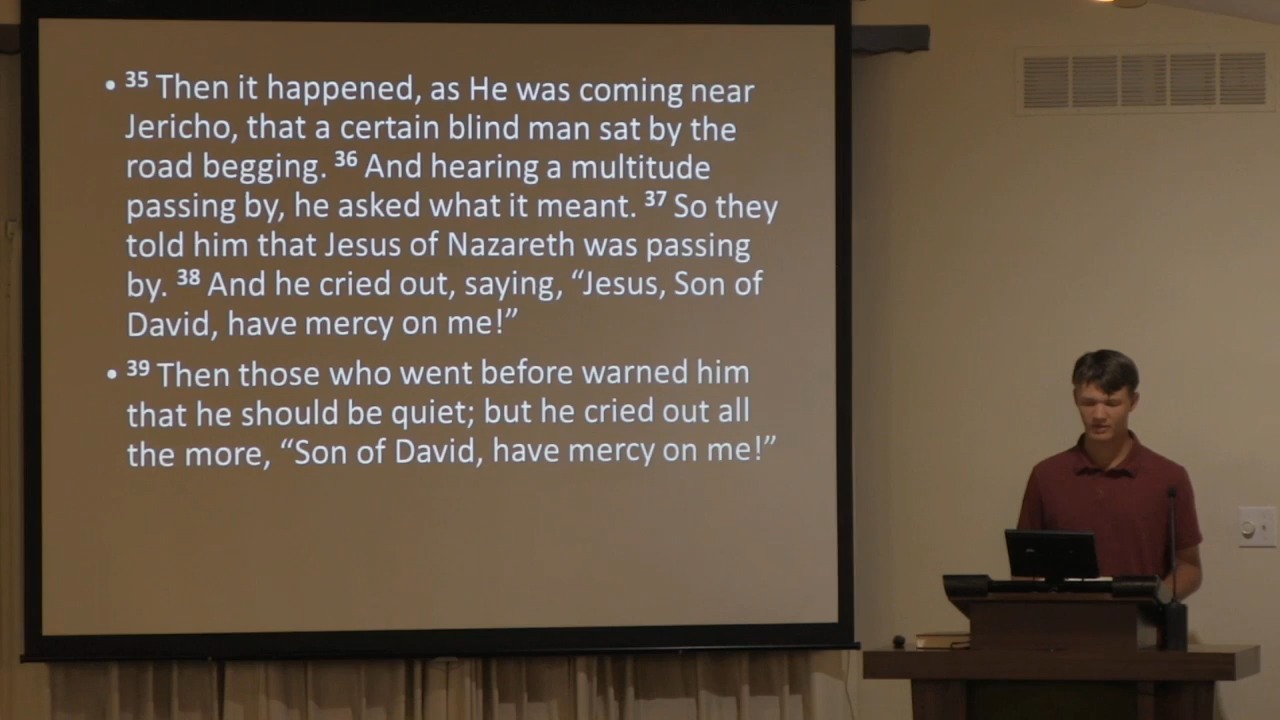 • 35 Then it happened, as He was coming near
Jericho, that a certain blind man sat by the
road begging. 36 And hearing a multitude
passing by, he asked what it meant. 37 So they
told him that Jesus of Nazareth was passing
by. 38 And he cried out, saying, “Jesus, Son of
David, have mercy on me!”
• 39 Then those who went before warned him
that he should be quiet; but he cried out all
the more, “Son of David, have mercy on me!”